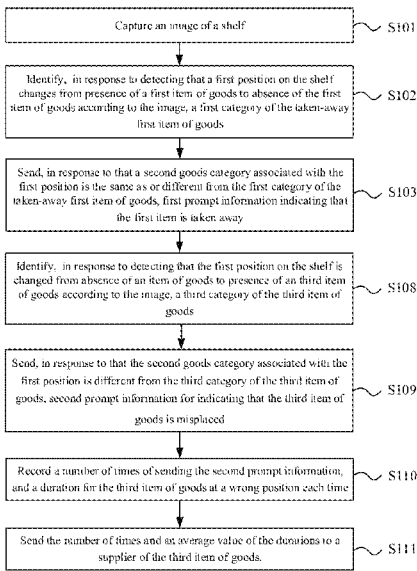 Capture an image of a shelf
S101
Identify, in response to detecting that a first position on the shelf
changes from presence of a first item of goods to absence of the first
item of goods according to the image, a first category of the taken-away
first item of goods
S102
Send, in response to that a second goods category associated with the
first position is the same as or different from the first category of the
taken-away first item of goods, first prompt information indicating that
the first item is taken away
S103
Identify, in response to detecting that the first position on the shelf is
changed from absence of an item of goods to presence of an third item
of goods according to the image, a third category of the third item of
goods
S108
Send, in response to that the second goods category associated with the
first position is different from the third category of the third item of
goods, second prompt information for indicating that the third item of
goods is misplaced
S109
Record a number of times of sending the second prompt information,
and a duration for the third item of goods at a wrong position each time
S110
Send the number of times and an average value of the durations to a
supplier of the third item of goods.
S111